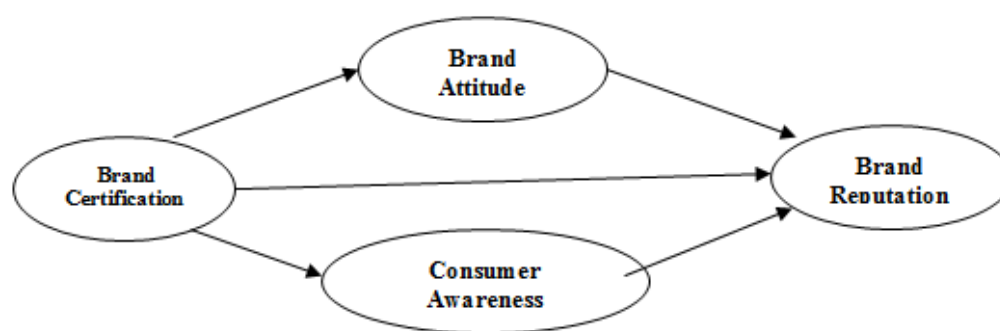 Brand
Attitude
Brand
Certification
Brand
Reputation
Consumer
Awareness